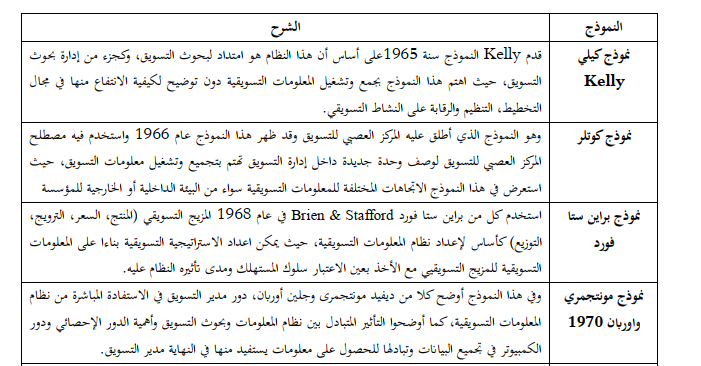 النموذج
الشرح
نموذج كيلي
Kelly
قدم Kelly النموذج سنة 1965على أساس أن هذا النظام هو امتداد لبحوث التسويق، وكجزء من إدارة بحوث
التسويق، حيث اهتم هذا النموذج بجمع وتشغيل المعلومات التسويقية دون توضيح لكيفية الانتفاع منها في مجال
التخطيط، التنظيم والرقابة على النشاط التسويقي.
نموذج كوتلر
وهو النموذج الذي أطلق عليه المركز العصبي للتسويق وقد ظهر هذا النموذج عام 1966 واستخدم فيه مصطلح
المركز العصبي للتسويق لوصف وحدة جديدة داخل إدارة التسويق تهتم بتجميع وتشغيل معلومات التسويق، حيث
استعرض في هذا النموذج الاتجاهات المختلفة للمعلومات التسويقية سواء من البيئة الداخلية أو الخارجية للمؤسسة
نموذج براين ستا
فورد
استخدم كل من براين ستا فورد Brien & Stafford في عام 1968 المزيج التسويقي (المنتج، السعر، الترويج،
التوزيع) كأساس لإعداد نظام المعلومات التسويقية، حيث يمكن اعداد الاستراتيجية التسويقية بناءا على المعلومات
التسويقية للمزيج التسويقيي مع الأخذ بعين الاعتبار سلوك المستهلك ومدى تأثيره النظام عليه.
نموذج مونتجمري
واوربان 1970
وفي هذا النموذج أوضح كلا من ديفيد مونتجمرى وجلين أوربان، دور مدير التسويق في الاستفادة المباشرة من نظام
المعلومات التسويقية، كما أوضحوا التأثير المتبادل بين نظام المعلومات وبحوث التسويق وأهمية الدور الإحصائي ودور
الكمبيوتر في تجميع البيانات وتبادلها للحصول على معلومات يستفيد منها في النهاية مدير التسويق.